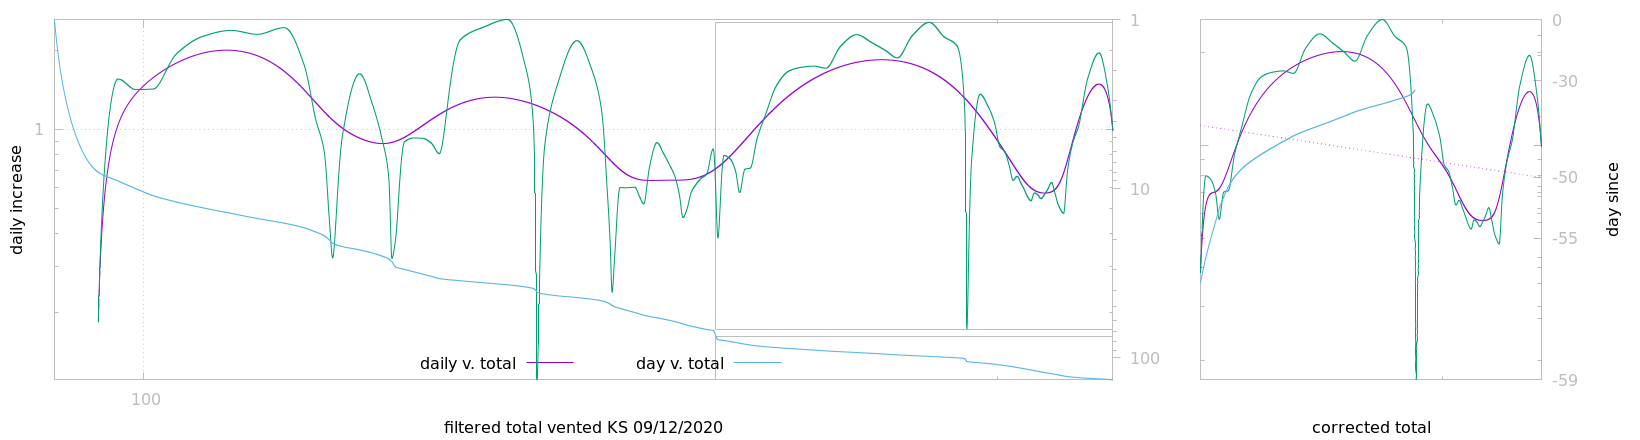 1
0
-30
1
daily increase
-50
10
day since
-55
daily v. total
day v. total
100
-59
100
filtered total vented KS 09/12/2020
corrected total